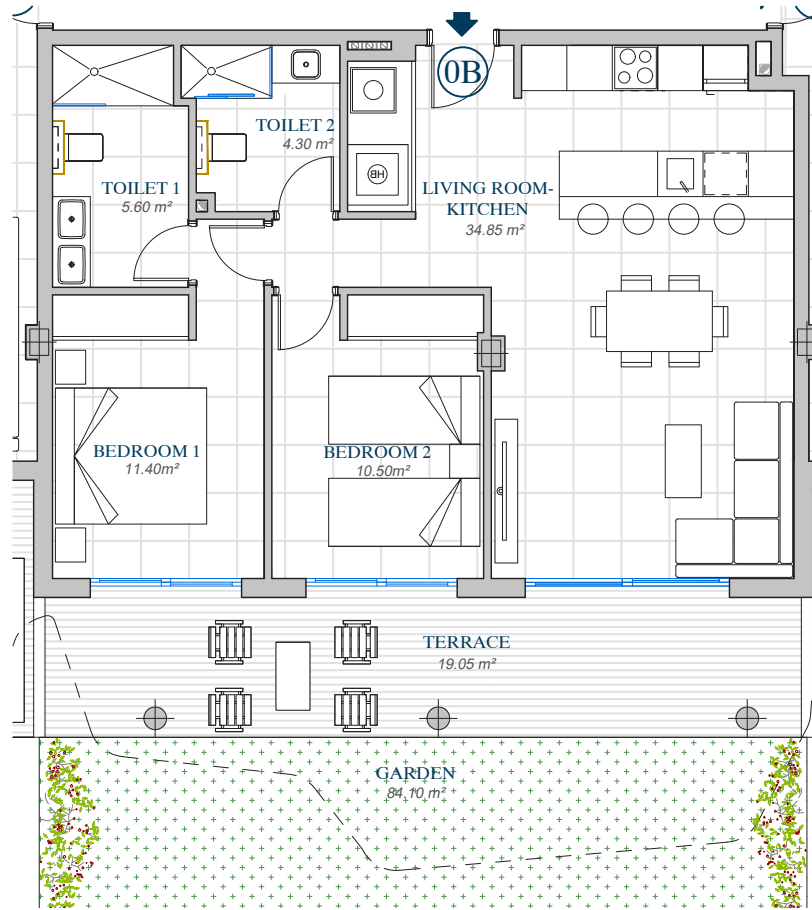 0B
TOILET 2
4.30 m²
TOILET 1
5.60 m²
HB
LIVING ROOM-
KITCHEN
34.85 m²
BEDROOM 1
11.40m²
BEDROOM 2
10.50m²
TERRACE
19.05 m²
GARDEN
84.10 m²